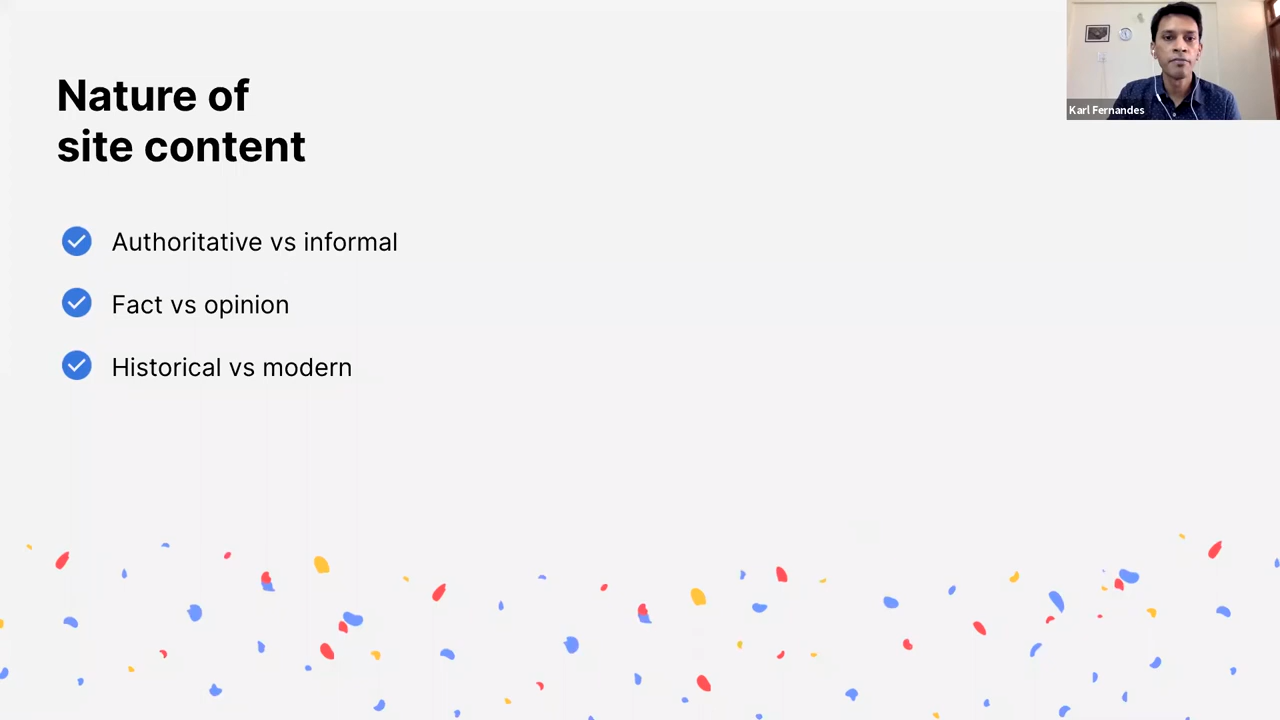 Nature of
site content
Authoritative vs informal
Fact vs opinion
Historical vs modern
Karl Fernandes